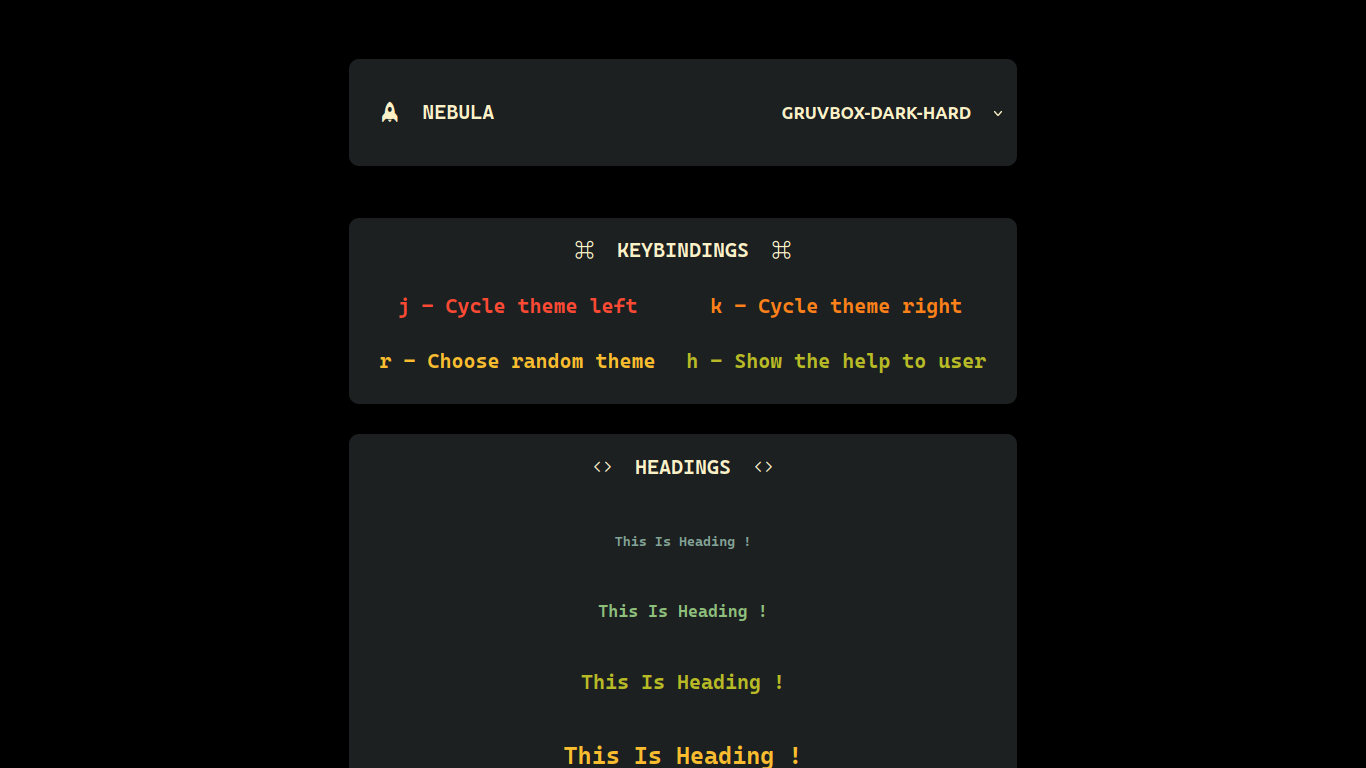 NEBULA GRUVBOX-DARK-HARD
⌘ KEYBINDINGS ⌘
j - Cycle theme left k - Cycle theme right
r - Choose random theme h - Show the help to user
<> HEADINGS <>
This Is Heading !
This Is Heading !
This Is Heading !
This Is Heading !